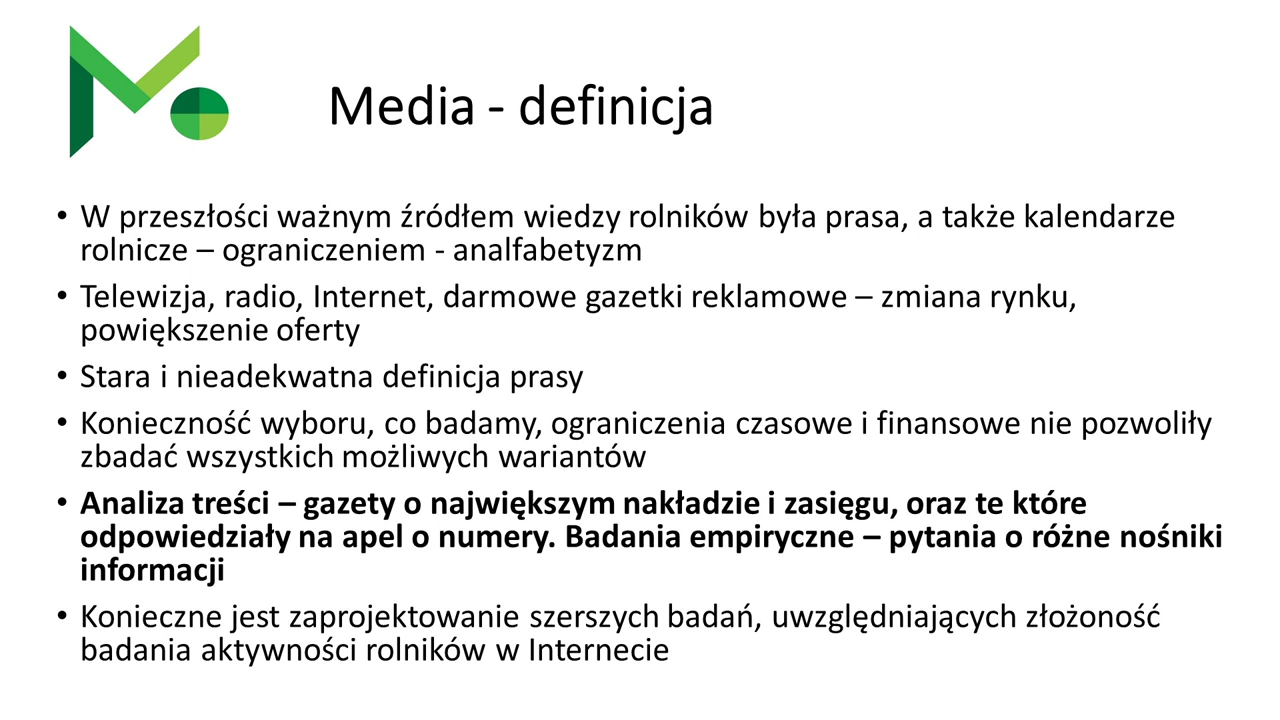 Media - definicja
• W przeszłości ważnym źródłem wiedzy rolników była prasa, a także kalendarze
rolnicze – ograniczeniem - analfabetyzm
• Telewizja, radio, Internet, darmowe gazetki reklamowe – zmiana rynku,
powiększenie oferty
• Stara i nieadekwatna definicja prasy
• Konieczność wyboru, co badamy, ograniczenia czasowe i finansowe nie pozwoliły
zbadać wszystkich możliwych wariantów
• Analiza treści – gazety o największym nakładzie i zasięgu, oraz te które
odpowiedziały na apel o numery. Badania empiryczne – pytania o różne nośniki
informacji
• Konieczne jest zaprojektowanie szerszych badań, uwzględniających złożoność
badania aktywności rolników w Internecie